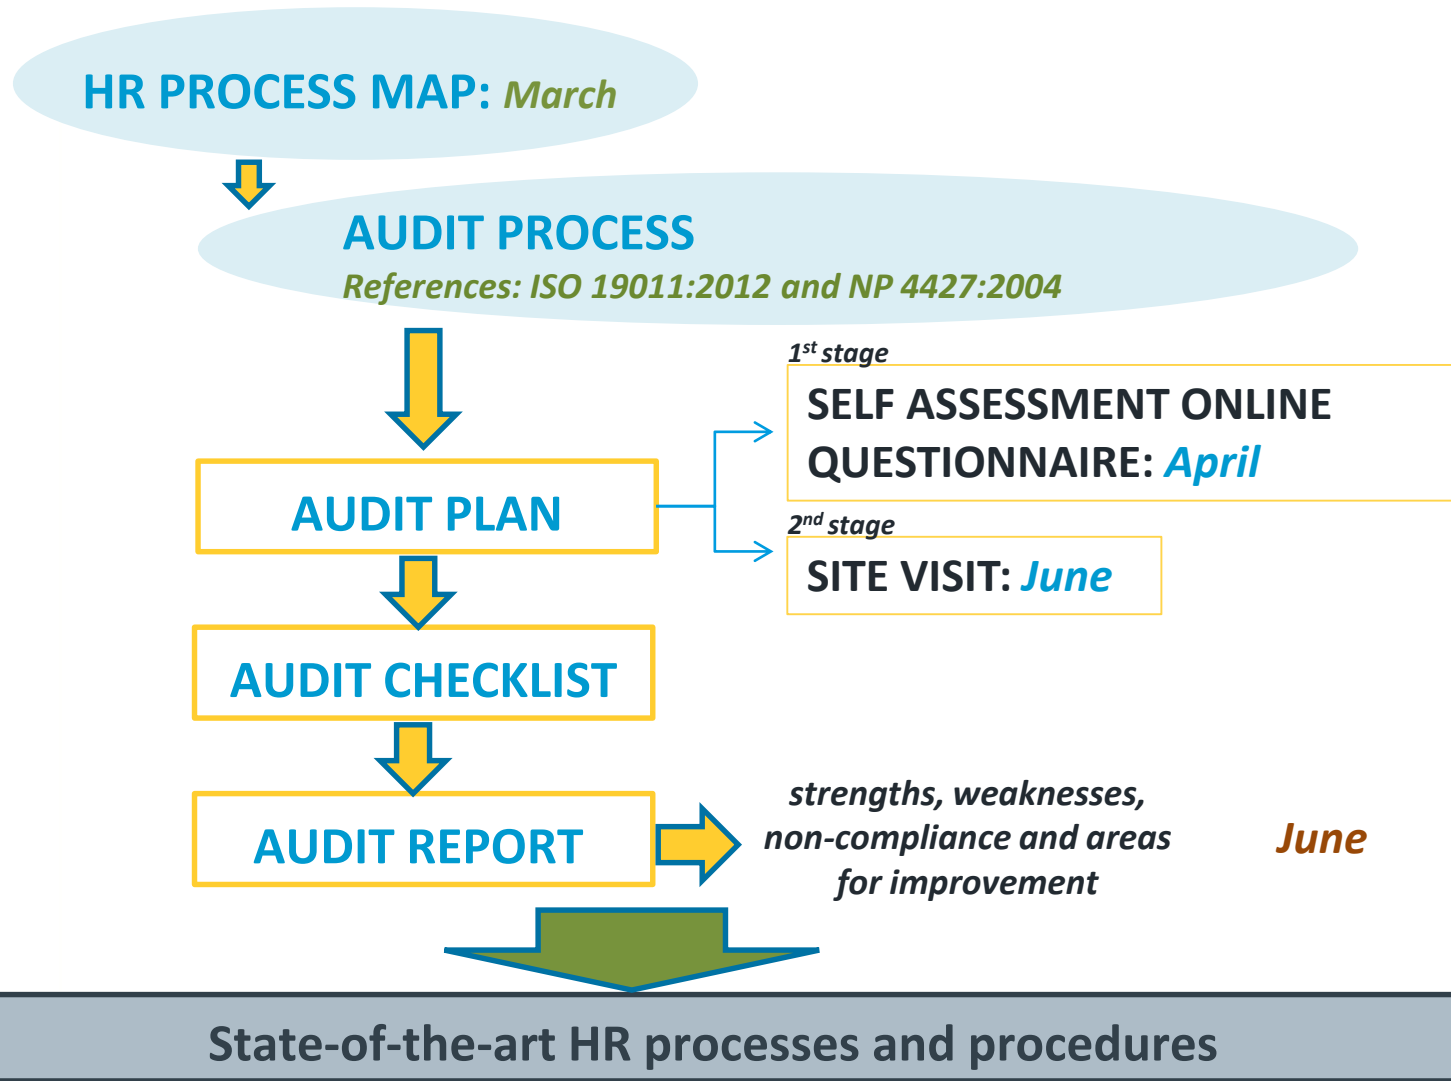 HR PROCESS MAP: March
AUDIT PROCESS
References: ISO 19011:2012 and NP 4427:2004
1st stage
SELF ASSESSMENT ONLINE
QUESTIONNAIRE: April
AUDIT PLAN
2nd stage
SITE VISIT: June
AUDIT CHECKLIST
AUDIT REPORT
strengths, weaknesses,
non-compliance and areas
for improvement
June
State-of-the-art HR processes and procedures